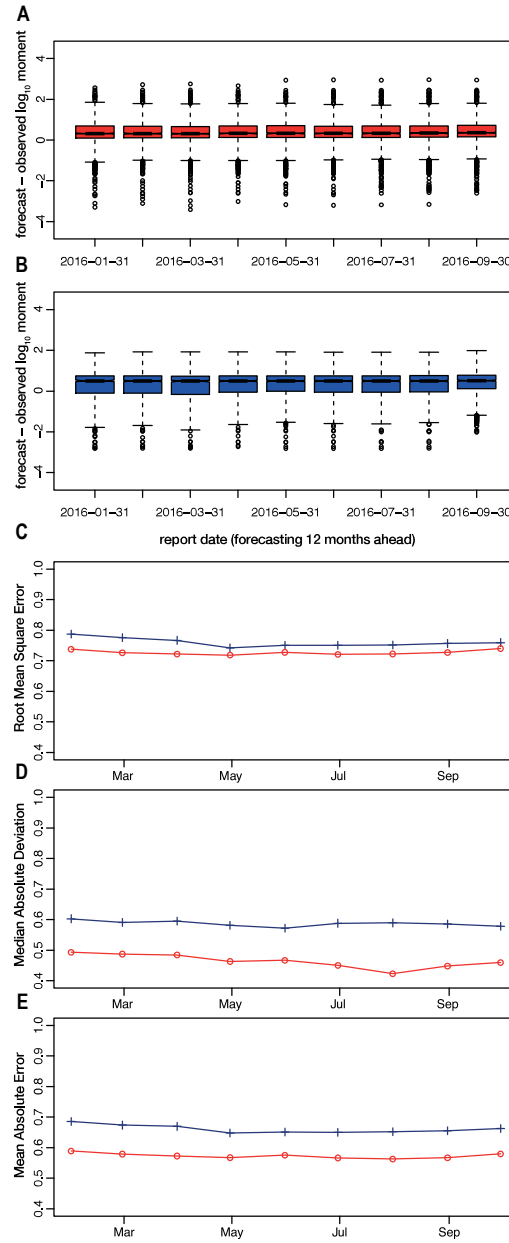 A
forecast – observed log10 moment
4
2
0
−2
−4
2016−01−31 2016−03−31 2016−05−31 2016−07−31 2016−09−30
B
forecast – observed log10 moment
4
2
0
−2
−4
2016−01−31 2016−03−31 2016−05−31 2016−07−31 2016−09−30
report date (forecasting 12 months ahead)
C
Root Mean Square Error
1.0
0.9
0.8
0.7
0.6
0.5
0.4
Mar May Jul Sep
D
Median Absolute Deviation
1.0
0.9
0.8
0.7
0.6
0.5
0.4
Mar May Jul Sep
E
Mean Absolute Error
1.0
0.9
0.8
0.7
0.6
0.5
0.4
Mar May Jul Sep